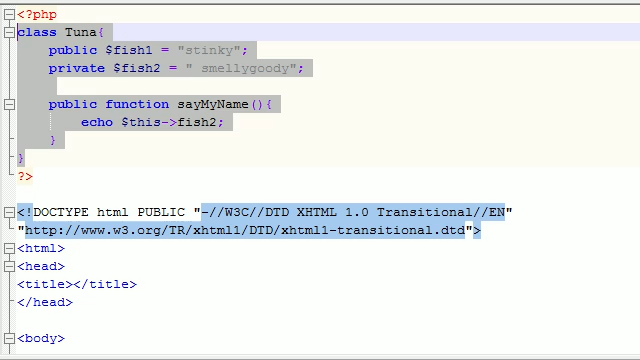 <?php
class Tuna{
public $fish1 = "stinky";
private $fish2 = " smellygoody";
public function sayMyName(){
echo $this->fish2;
}
}
?>
<!DOCTYPE html PUBLIC "-//W3C//DTD XHTML 1.0 Transitional//EN"
"http://www.w3.org/TR/xhtml1/DTD/xhtml1-transitional.dtd">
<html>
<head>
<title></title>
</head>
<body>